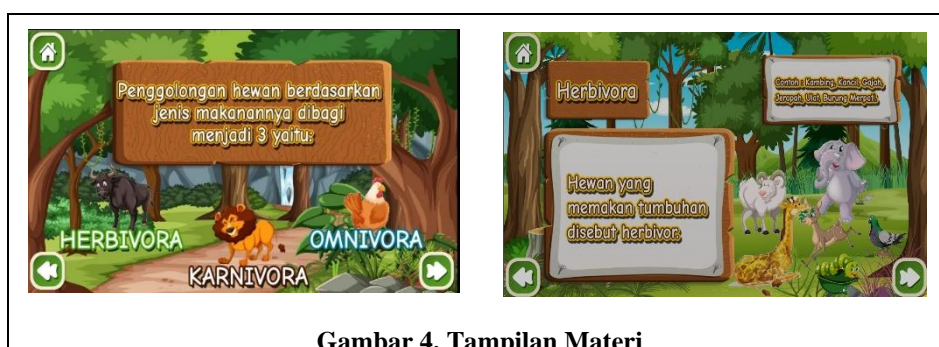 Penggolongan hewan berdasarkan
jenis makanannya dibagi
menjadi 3 yaitu:
HERBIVORA
KARNIVORA
OMNIVORA
Herbivora
Contoh : Kambing, Kancil, Gajah,
Jerapah, Ulat, Burung Merpati.
Hewan yang
memakan tumbuhan
disebut herbivor.
Gambar 4. Tampilan Materi